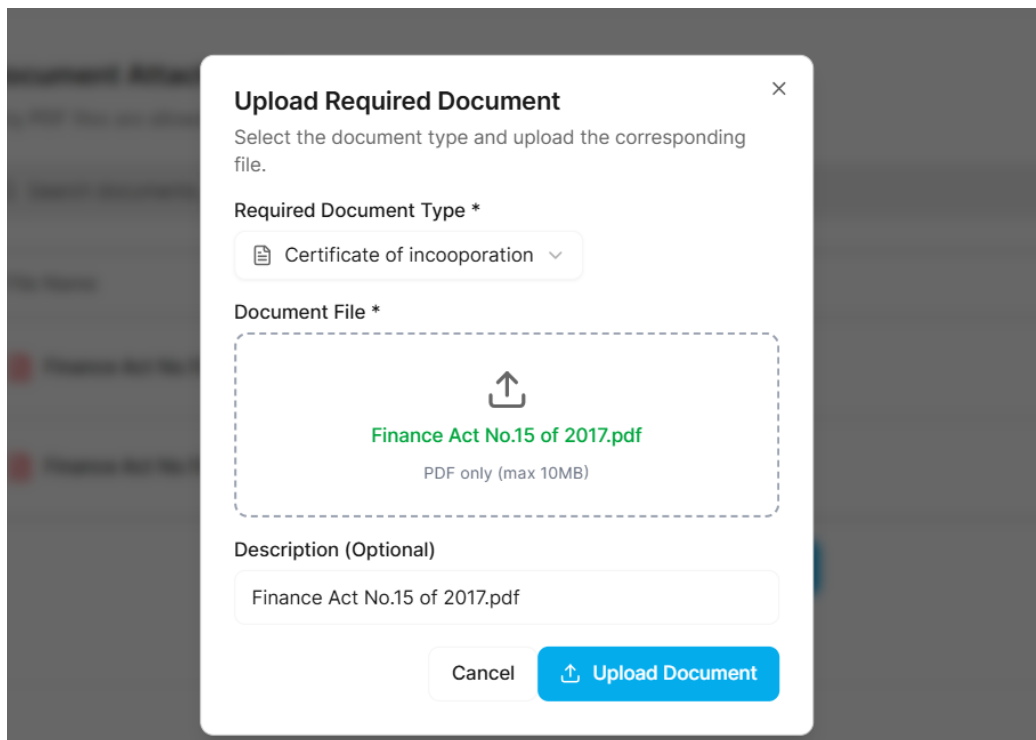 Upload Required Document
Select the document type and upload the corresponding
file.
Required Document Type *
Certificate of incooporation
Document File *
Finance Act No.15 of 2017.pdf
PDF only (max 10MB)
Description (Optional)
Finance Act No.15 of 2017.pdf
Cancel
Upload Document